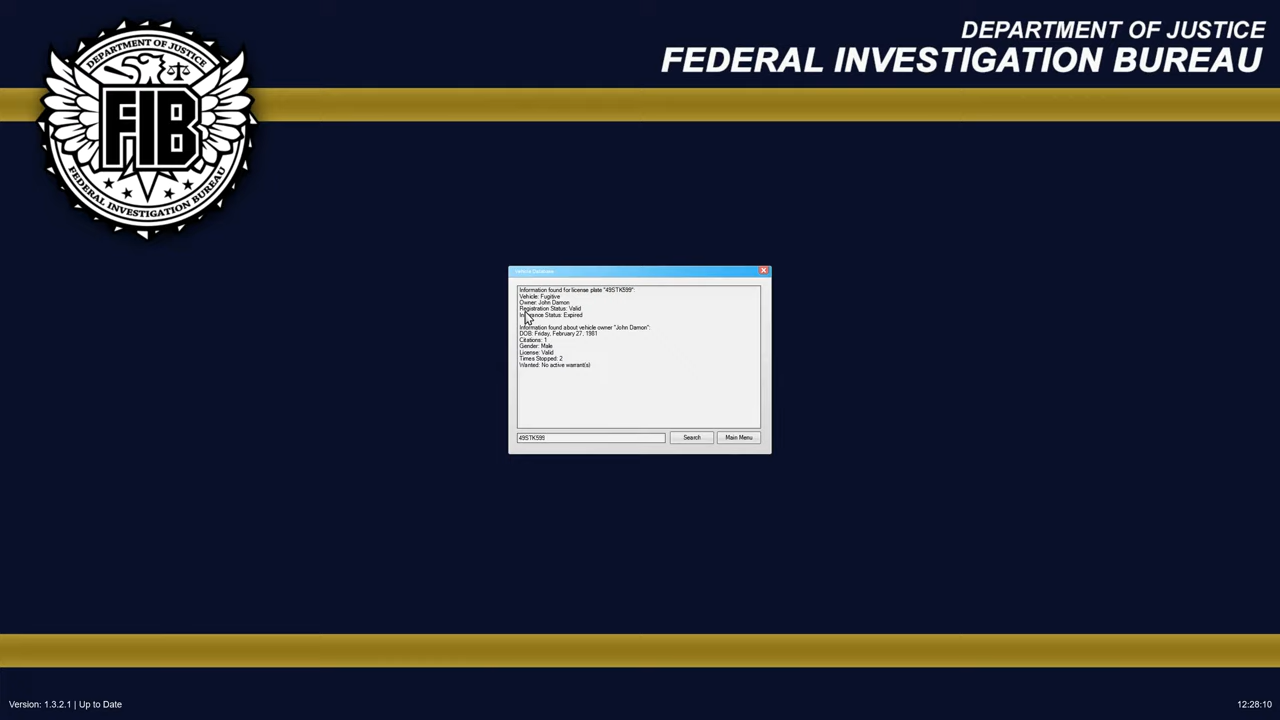 DEPARTMENT OF JUSTICE
FEDERAL INVESTIGATION BUREAU
DEPARTMENT OF JUSTICE
FIB
FEDERAL INVESTIGATION BUREAU
Vehicle Database
Information found for license plate "49STK599":
Vehicle: Fugitive
Owner: John Damon
Registration Status: Valid
Insurance Status: Expired
Information found about vehicle owner "John Damon":
DOB: Friday, February 27, 1981
Citations: 1
Gender: Male
License: Valid
Times Stopped: 2
Wanted: No active warrant(s)
49STK599
Search
Main Menu
Version: 1.3.2.1 | Up to Date
12:28:10